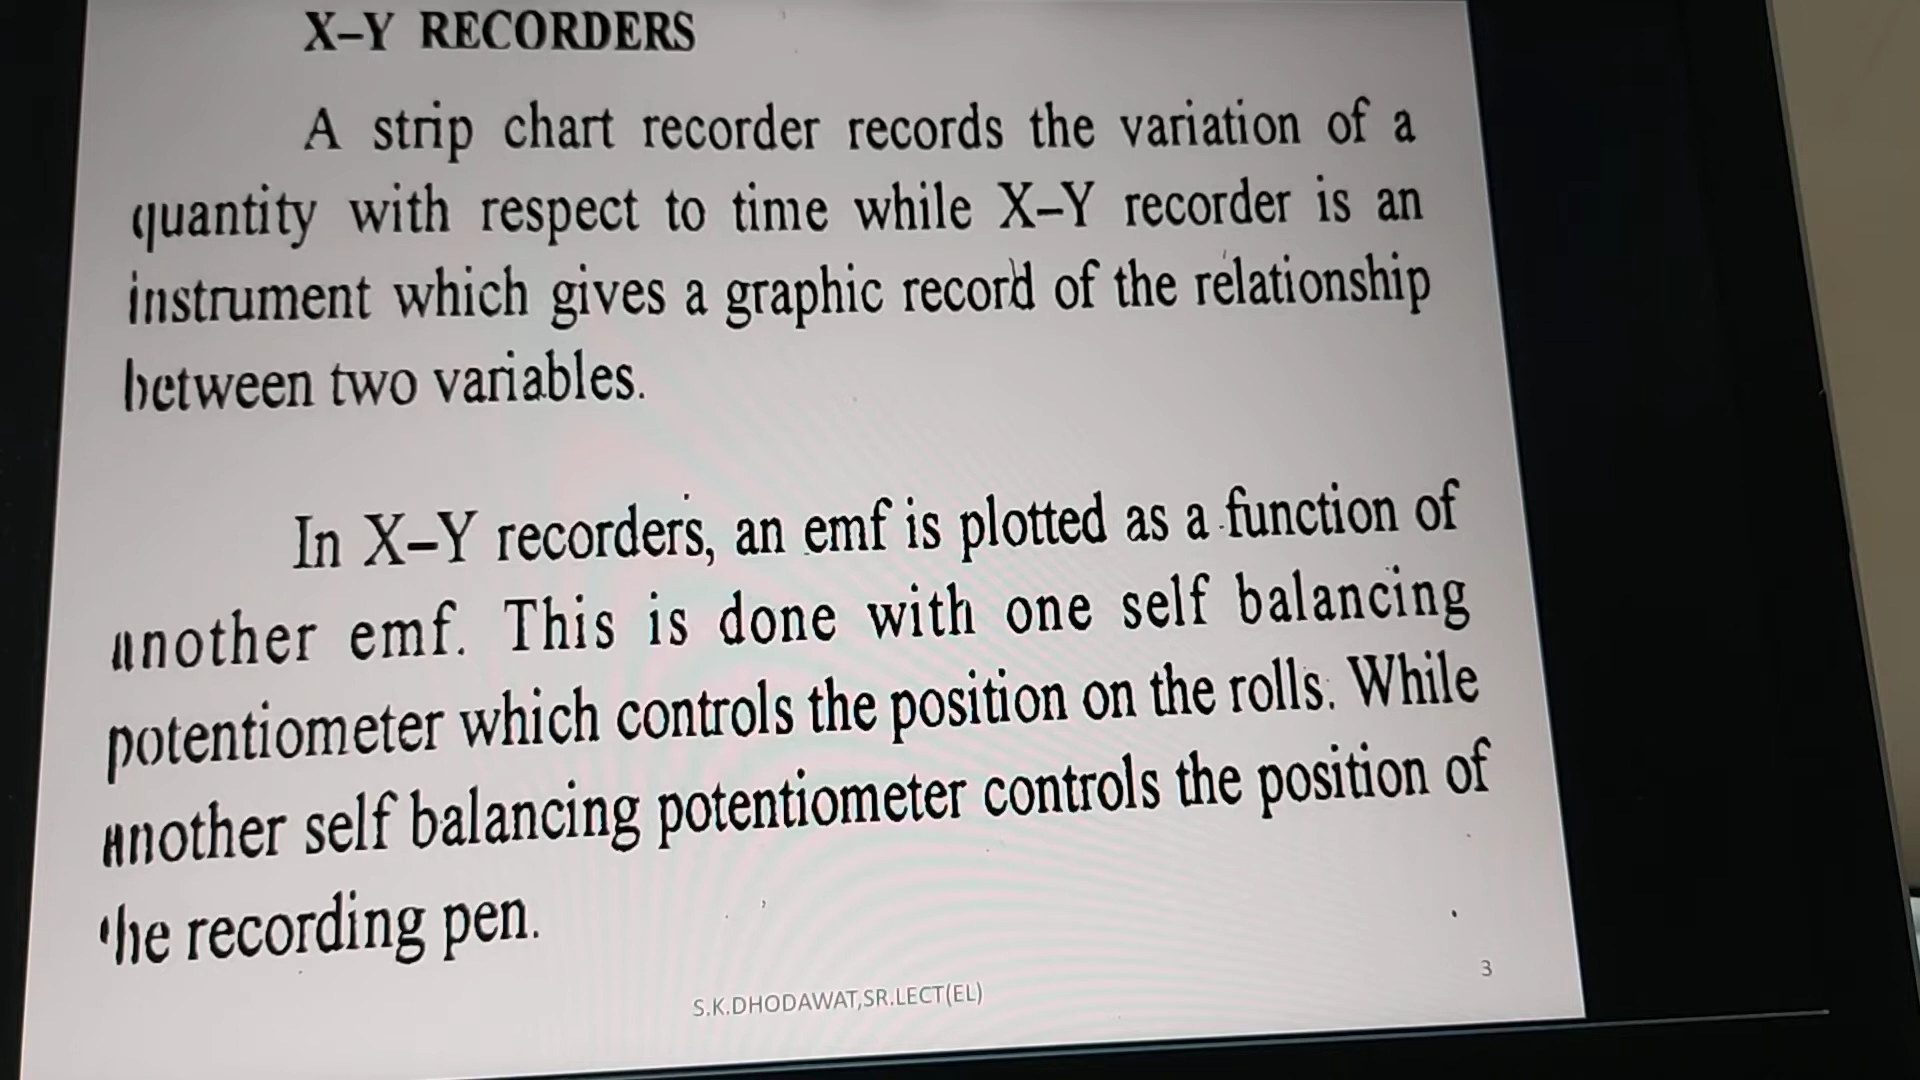 X–Y RECORDERS
A strip chart recorder records the variation of a
quantity with respect to time while X–Y recorder is an
instrument which gives a graphic record of the relationship
between two variables.
In X–Y recorders, an emf is plotted as a function of
another emf. This is done with one self balancing
potentiometer which controls the position on the rolls. While
another self balancing potentiometer controls the position of
the recording pen.
S.K.DHODAWAT,SR.LECT(EL)
3